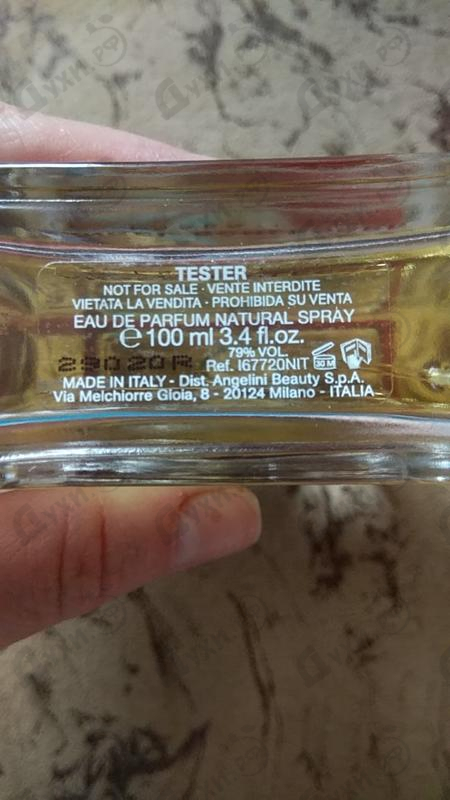 TESTER
NOT FOR SALE · VENTE INTERDITE
VIETATA LA VENDITA · PROHIBIDA SU VENTA
EAU DE PARFUM NATURAL SPRAY
℮ 100 ml 3.4 fl.oz.
79% VOL.
29020R Ref. I67720NIT 30 M
MADE IN ITALY - Dist. Angelini Beauty S.p.A.
Via Melchiorre Gioia, 8 - 20124 Milano - ITALIA